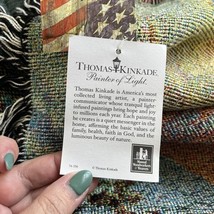 THOMAS KINKADE
Painter of Light
Thomas Kinkade is America's most
collected living artist, a painter
communicator whose tranquil light
infused paintings bring hope and joy
to millions each year. Each painting
he creates is a quiet messenger in the
home, affirming the basic values of
family, health, faith in God, and the
luminous beauty of nature.
© Thomas Kinkade